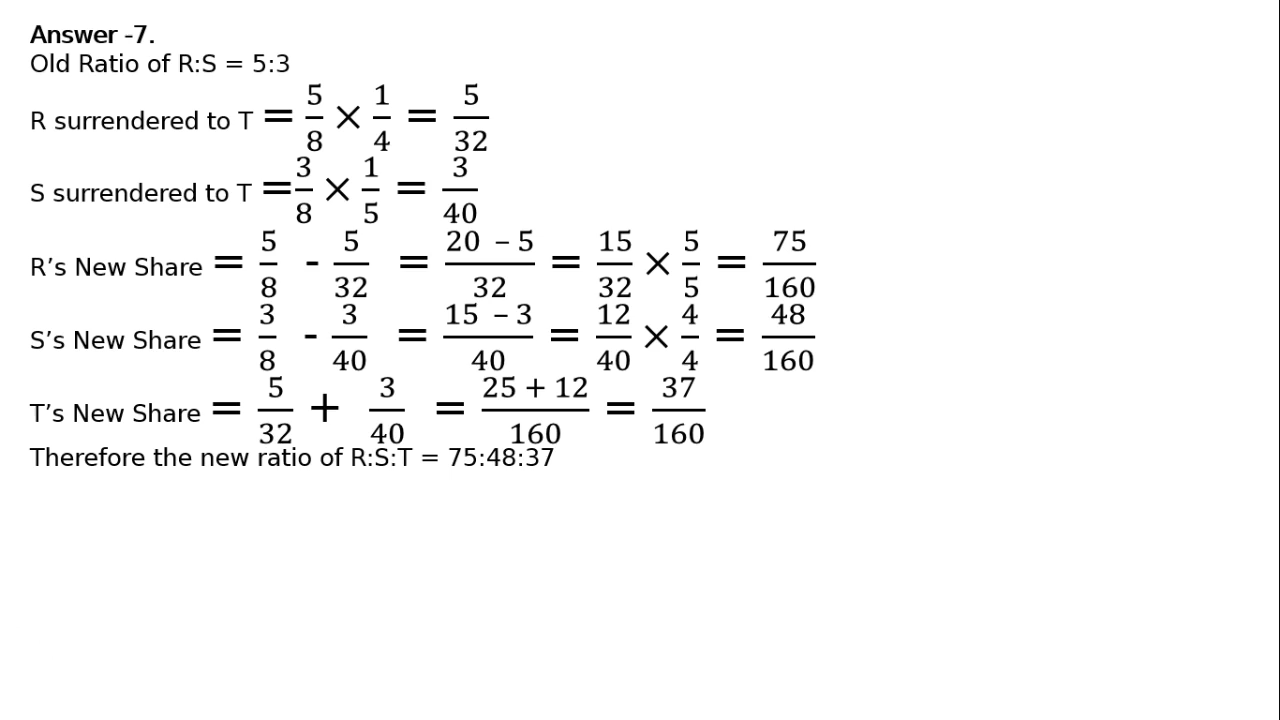 Answer -7.
Old Ratio of R:S = 5:3
R surrendered to T = 5/8 × 1/4 = 5/32
S surrendered to T = 3/8 × 1/5 = 3/40
R’s New Share = 5/8 - 5/32 = 20 – 5/32 = 15/32 × 5/5 = 75/160
S’s New Share = 3/8 - 3/40 = 15 – 3/40 = 12/40 × 4/4 = 48/160
T’s New Share = 5/32 + 3/40 = 25 + 12/160 = 37/160
Therefore the new ratio of R:S:T = 75:48:37